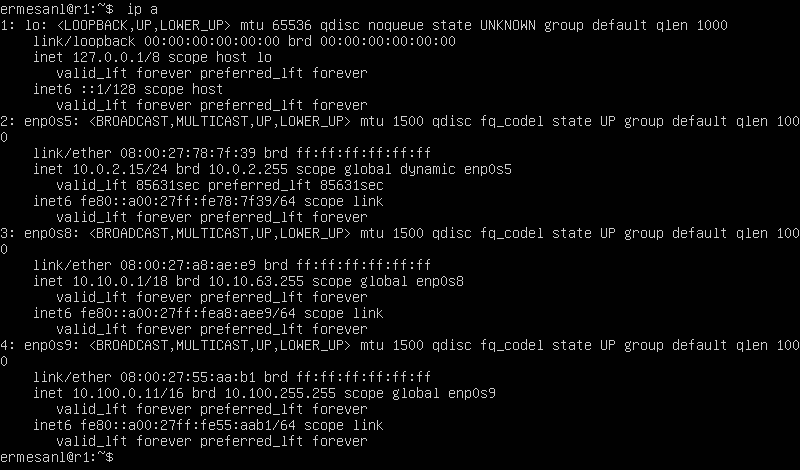 ermesanl@r1:~$  ip a
1: lo: <LOOPBACK,UP,LOWER_UP> mtu 65536 qdisc noqueue state UNKNOWN group default qlen 1000
    link/loopback 00:00:00:00:00:00 brd 00:00:00:00:00:00
    inet 127.0.0.1/8 scope host lo
       valid_lft forever preferred_lft forever
    inet6 ::1/128 scope host
       valid_lft forever preferred_lft forever
2: enp0s5: <BROADCAST,MULTICAST,UP,LOWER_UP> mtu 1500 qdisc fq_codel state UP group default qlen 100
0
    link/ether 08:00:27:78:7f:39 brd ff:ff:ff:ff:ff:ff
    inet 10.0.2.15/24 brd 10.0.2.255 scope global dynamic enp0s5
       valid_lft 85631sec preferred_lft 85631sec
    inet6 fe80::a00:27ff:fe78:7f39/64 scope link
       valid_lft forever preferred_lft forever
3: enp0s8: <BROADCAST,MULTICAST,UP,LOWER_UP> mtu 1500 qdisc fq_codel state UP group default qlen 100
0
    link/ether 08:00:27:a8:ae:e9 brd ff:ff:ff:ff:ff:ff
    inet 10.10.0.1/18 brd 10.10.63.255 scope global enp0s8
       valid_lft forever preferred_lft forever
    inet6 fe80::a00:27ff:fea8:aee9/64 scope link
       valid_lft forever preferred_lft forever
4: enp0s9: <BROADCAST,MULTICAST,UP,LOWER_UP> mtu 1500 qdisc fq_codel state UP group default qlen 100
0
    link/ether 08:00:27:55:aa:b1 brd ff:ff:ff:ff:ff:ff
    inet 10.100.0.11/16 brd 10.100.255.255 scope global enp0s9
       valid_lft forever preferred_lft forever
    inet6 fe80::a00:27ff:fe55:aab1/64 scope link
       valid_lft forever preferred_lft forever
ermesanl@r1:~$